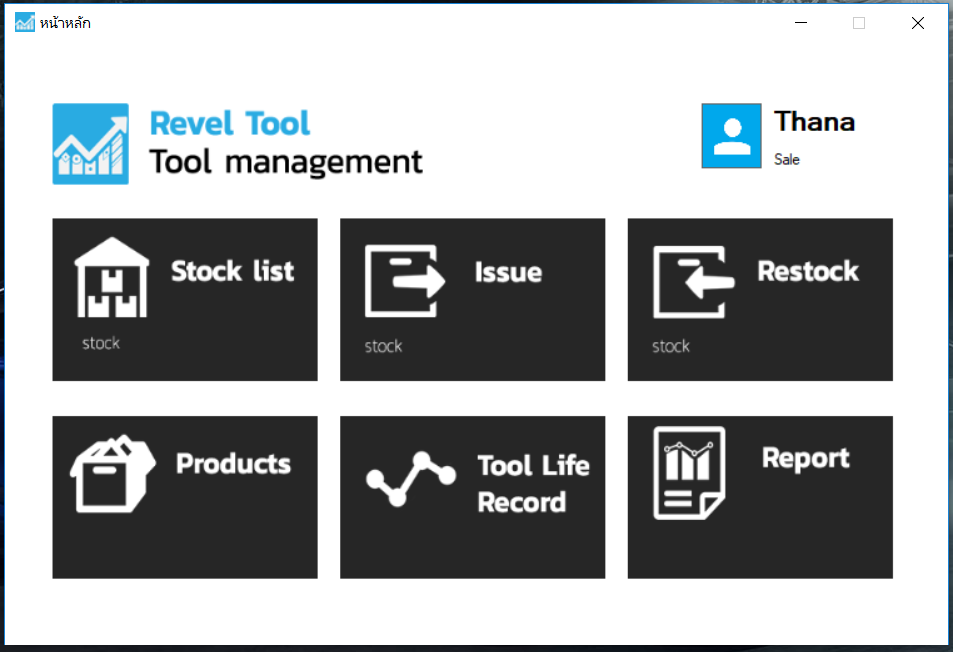 หน้าหลัก
Revel Tool
Tool management
Thana
Sale
Stock list
stock
Issue
stock
Restock
stock
Products
Tool Life
Record
Report